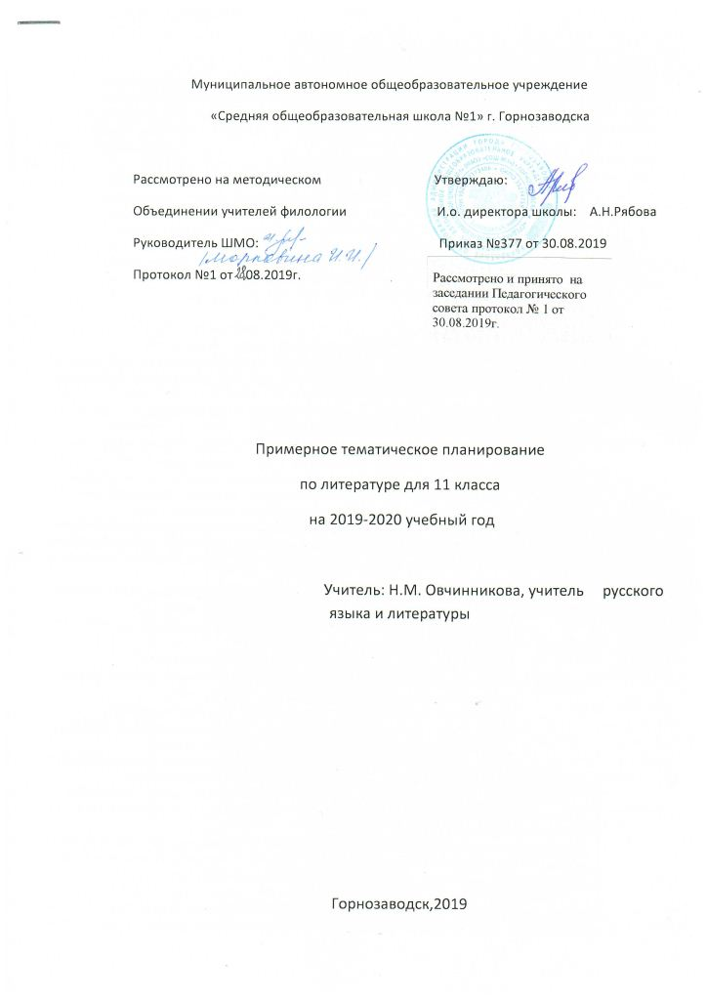 Муниципальное автономное общеобразовательное учреждение
«Средняя общеобразовательная школа №1» г. Горнозаводска
Рассмотрено на методическом
Объединении учителей филологии
Руководитель ШМО:
Протокол №1 от 28.08.2019г.
Утверждаю:
И.о. директора школы: А.Н.Рябова
Приказ №377 от 30.08.2019
Рассмотрено и принято на
заседании Педагогического
совета протокол № 1 от
30.08.2019г.
Примерное тематическое планирование
по литературе для 11 класса
на 2019-2020 учебный год
Учитель: Н.М. Овчинникова, учитель русского
языка и литературы
Горнозаводск,2019